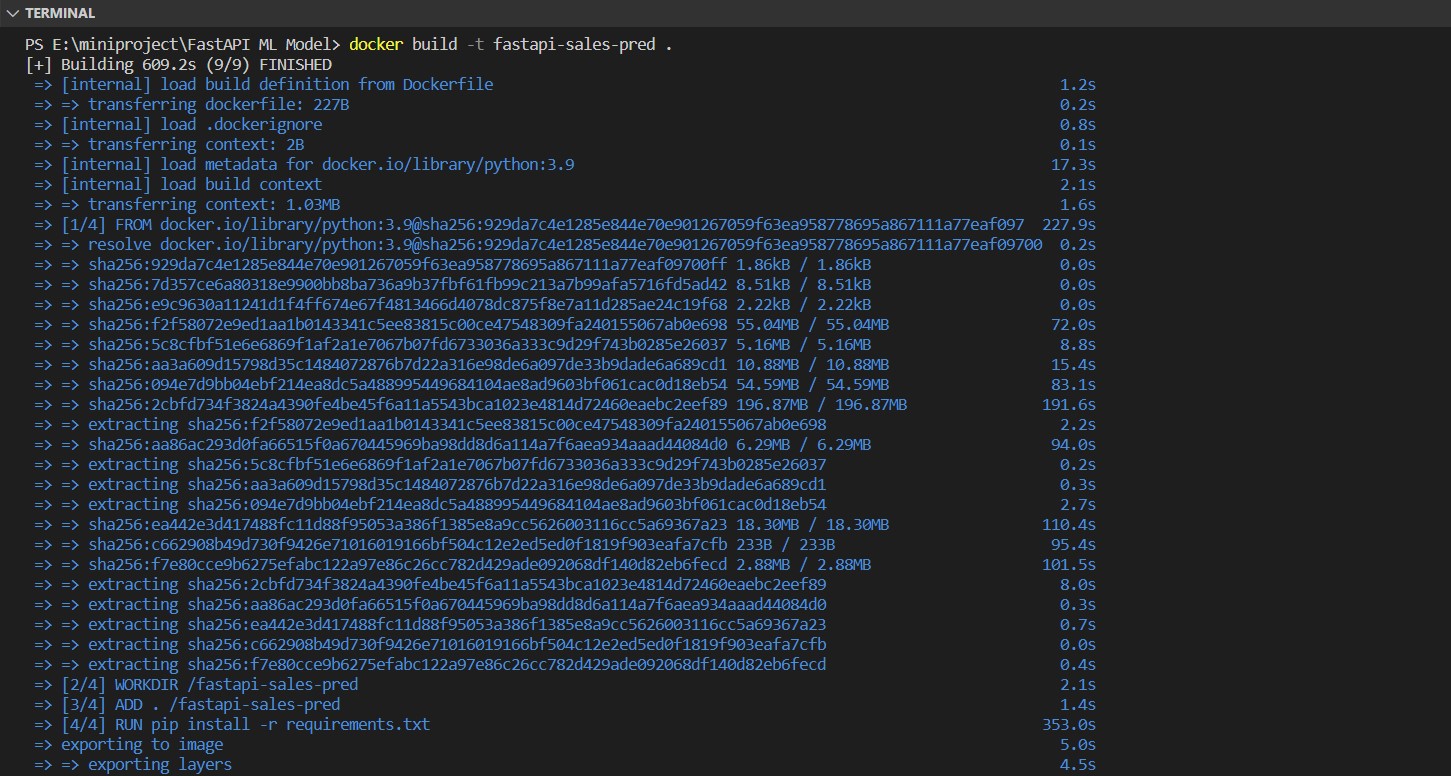 TERMINAL
PS E:\miniproject\FastAPI ML Model> docker build -t fastapi-sales-pred .
[+] Building 609.2s (9/9) FINISHED
=> [internal] load build definition from Dockerfile 1.2s
=> => transferring dockerfile: 227B 0.2s
=> [internal] load .dockerignore 0.8s
=> => transferring context: 2B 0.1s
=> [internal] load metadata for docker.io/library/python:3.9 17.3s
=> [internal] load build context 2.1s
=> => transferring context: 1.03MB 1.6s
=> [1/4] FROM docker.io/library/python:3.9@sha256:929da7c4e1285e844e70e901267059f63ea958778695a867111a77eaf097 227.9s
=> => resolve docker.io/library/python:3.9@sha256:929da7c4e1285e844e70e901267059f63ea958778695a867111a77eaf09700 0.2s
=> => sha256:929da7c4e1285e844e70e901267059f63ea958778695a867111a77eaf09700ff 1.86kB / 1.86kB 0.0s
=> => sha256:7d357ce6a80318e9900bb8ba736a9b37fbf61fb99c213a7b99afa5716fd5ad42 8.51kB / 8.51kB 0.0s
=> => sha256:e9c9630a11241d1f4ff674e67f4813466d4078dc875f8e7a11d285ae24c19f68 2.22kB / 2.22kB 0.0s
=> => sha256:f2f58072e9ed1aa1b0143341c5ee83815c00ce47548309fa240155067ab0e698 55.04MB / 55.04MB 72.0s
=> => sha256:5c8cfbf51e6e6869f1af2a1e7067b07fd6733036a333c9d29f743b0285e26037 5.16MB / 5.16MB 8.8s
=> => sha256:aa3a609d15798d35c1484072876b7d22a316e98de6a097de33b9dade6a689cd1 10.88MB / 10.88MB 15.4s
=> => sha256:094e7d9bb04ebf214ea8dc5a488995449684104ae8ad9603bf061cac0d18eb54 54.59MB / 54.59MB 83.1s
=> => sha256:2cbfd734f3824a4390fe4be45f6a11a5543bca1023e4814d72460eaebc2eef89 196.87MB / 196.87MB 191.6s
=> => extracting sha256:f2f58072e9ed1aa1b0143341c5ee83815c00ce47548309fa240155067ab0e698 2.2s
=> => sha256:aa86ac293d0fa66515f0a670445969ba98dd8d6a114a7f6aea934aaad44084d0 6.29MB / 6.29MB 94.0s
=> => extracting sha256:5c8cfbf51e6e6869f1af2a1e7067b07fd6733036a333c9d29f743b0285e26037 0.2s
=> => extracting sha256:aa3a609d15798d35c1484072876b7d22a316e98de6a097de33b9dade6a689cd1 0.3s
=> => extracting sha256:094e7d9bb04ebf214ea8dc5a488995449684104ae8ad9603bf061cac0d18eb54 2.7s
=> => sha256:ea442e3d417488fc11d88f95053a386f1385e8a9cc5626003116cc5a69367a23 18.30MB / 18.30MB 110.4s
=> => sha256:c662908b49d730f9426e71016019166bf504c12e2ed5ed0f1819f903eafa7cfb 233B / 233B 95.4s
=> => sha256:f7e80cce9b6275efabc122a97e86c26cc782d429ade092068df140d82eb6fecd 2.88MB / 2.88MB 101.5s
=> => extracting sha256:2cbfd734f3824a4390fe4be45f6a11a5543bca1023e4814d72460eaebc2eef89 8.0s
=> => extracting sha256:aa86ac293d0fa66515f0a670445969ba98dd8d6a114a7f6aea934aaad44084d0 0.3s
=> => extracting sha256:ea442e3d417488fc11d88f95053a386f1385e8a9cc5626003116cc5a69367a23 0.7s
=> => extracting sha256:c662908b49d730f9426e71016019166bf504c12e2ed5ed0f1819f903eafa7cfb 0.0s
=> => extracting sha256:f7e80cce9b6275efabc122a97e86c26cc782d429ade092068df140d82eb6fecd 0.4s
=> [2/4] WORKDIR /fastapi-sales-pred 2.1s
=> [3/4] ADD . /fastapi-sales-pred 1.4s
=> [4/4] RUN pip install -r requirements.txt 353.0s
=> exporting to image 5.0s
=> => exporting layers 4.5s